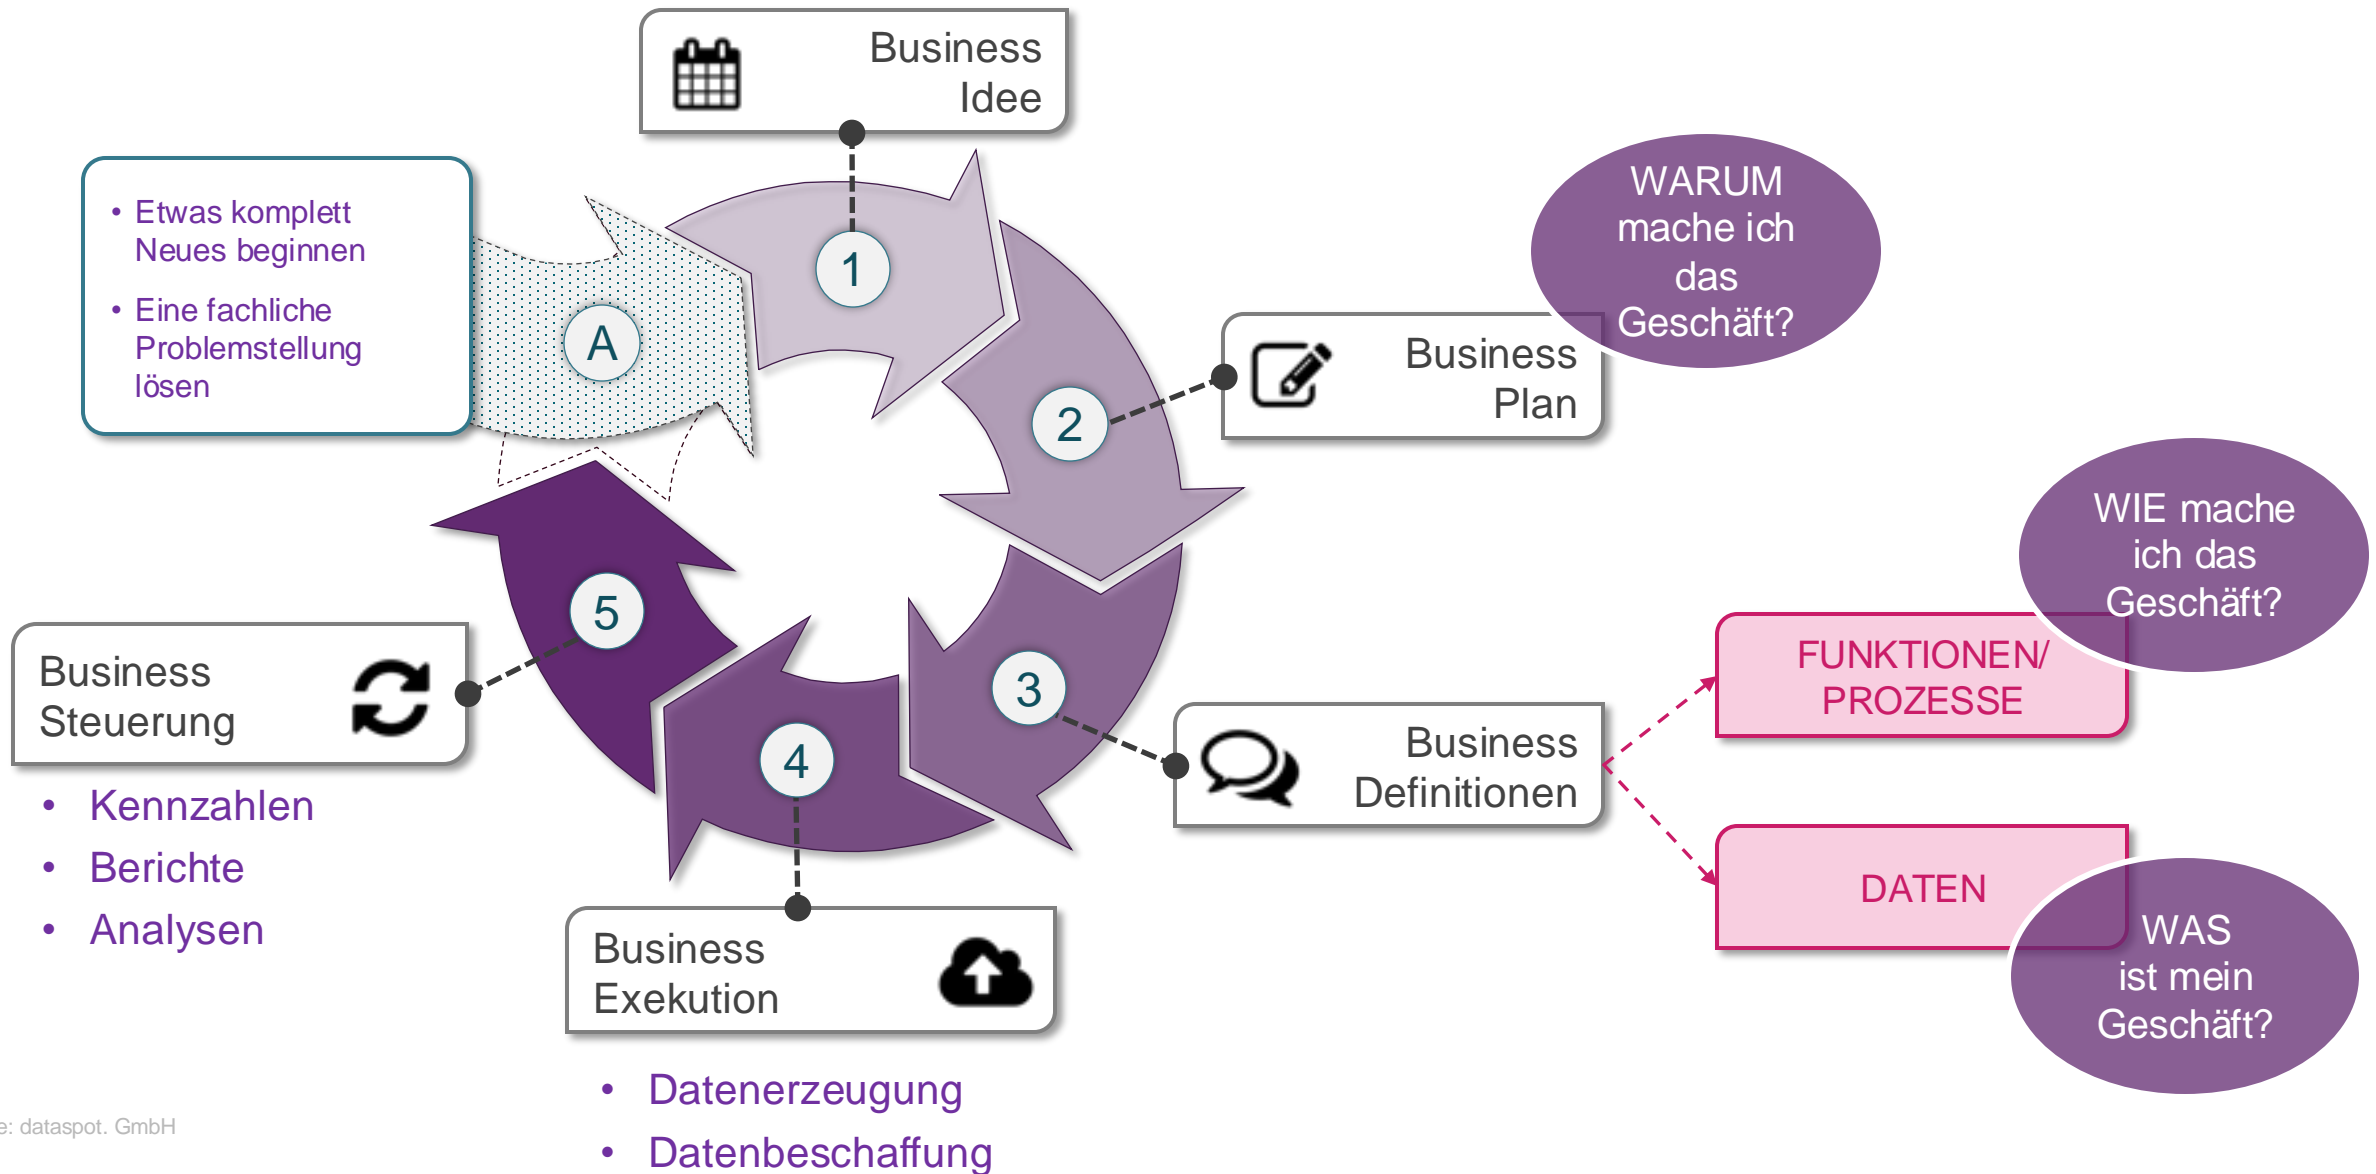 Business
Idee
• Etwas komplett
Neues beginnen
• Eine fachliche
Problemstellung
lösen
A
1
2
3
4
5
Business
Plan
WARUM
mache ich
das
Geschäft?
WIE mache
ich das
Geschäft?
FUNKTIONEN/
PROZESSE
Business
Definitionen
DATEN
WAS
ist mein
Geschäft?
Business
Steuerung
• Kennzahlen
• Berichte
• Analysen
Business
Exekution
• Datenerzeugung
• Datenbeschaffung
e: dataspot. GmbH